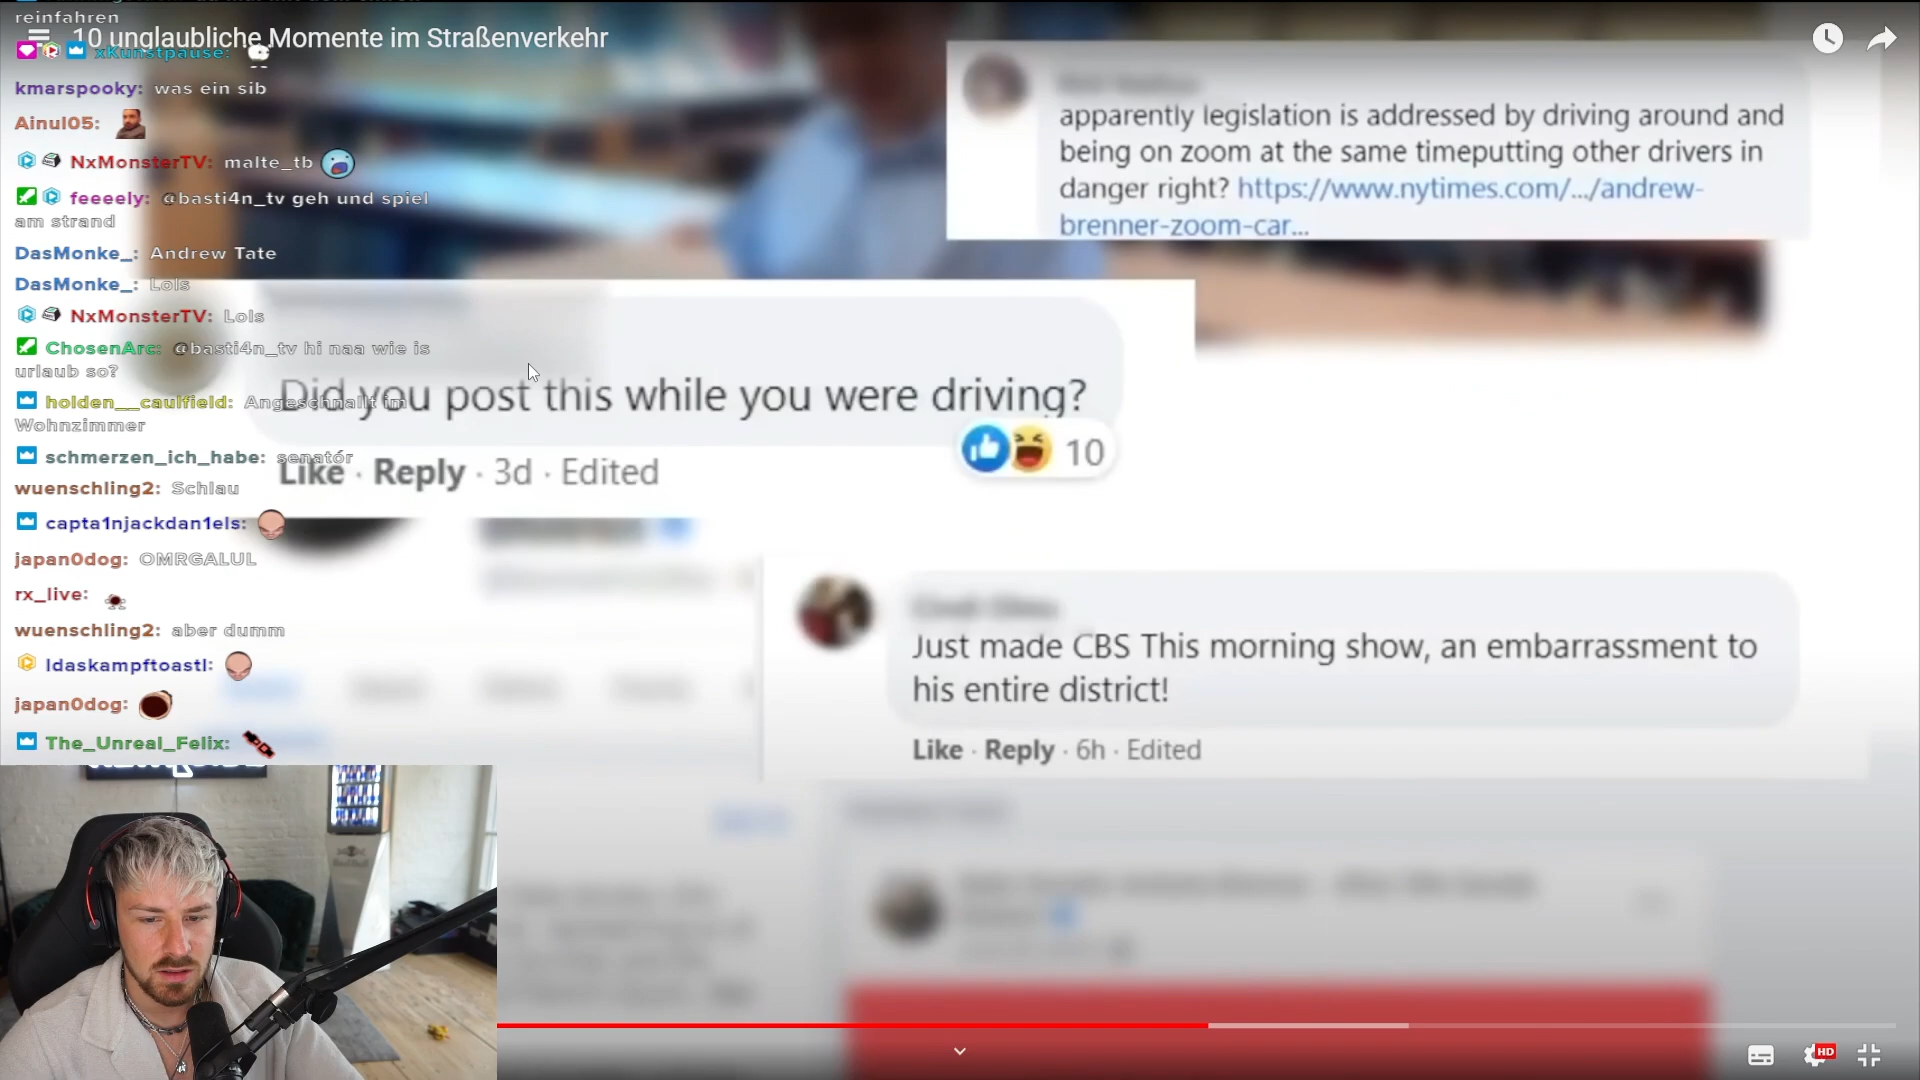 reinfahren
10 unglaubliche Momente im Straßenverkehr
xKunstpause:
kmarspooky: was ein sib
Ainul05:
NxMonsterTV: malte_tb
feeeely: @basti4n_tv geh und spiel
am strand
DasMonke_: Andrew Tate
DasMonke_: Lols
NxMonsterTV: Lols
ChosenArc: @basti4n_tv hi naa wie is
urlaub so?
holden__caulfield: Angeschnallt im
Wohnzimmer
schmerzen_ich_habe: senatór
wuenschling2: Schlau
capta1njackdan1els:
japan0dog: OMRGALUL
rx_live:
wuenschling2: aber dumm
ldaskampftoastl:
japan0dog:
The_Unreal_Felix:
apparently legislation is addressed by driving around and
being on zoom at the same timeputting other drivers in
danger right? https://www.nytimes.com/.../andrew-
brenner-zoom-car...
Did you post this while you were driving?
10
Like · Reply · 3d · Edited
Just made CBS This morning show, an embarrassment to
his entire district!
Like · Reply · 6h · Edited
HD